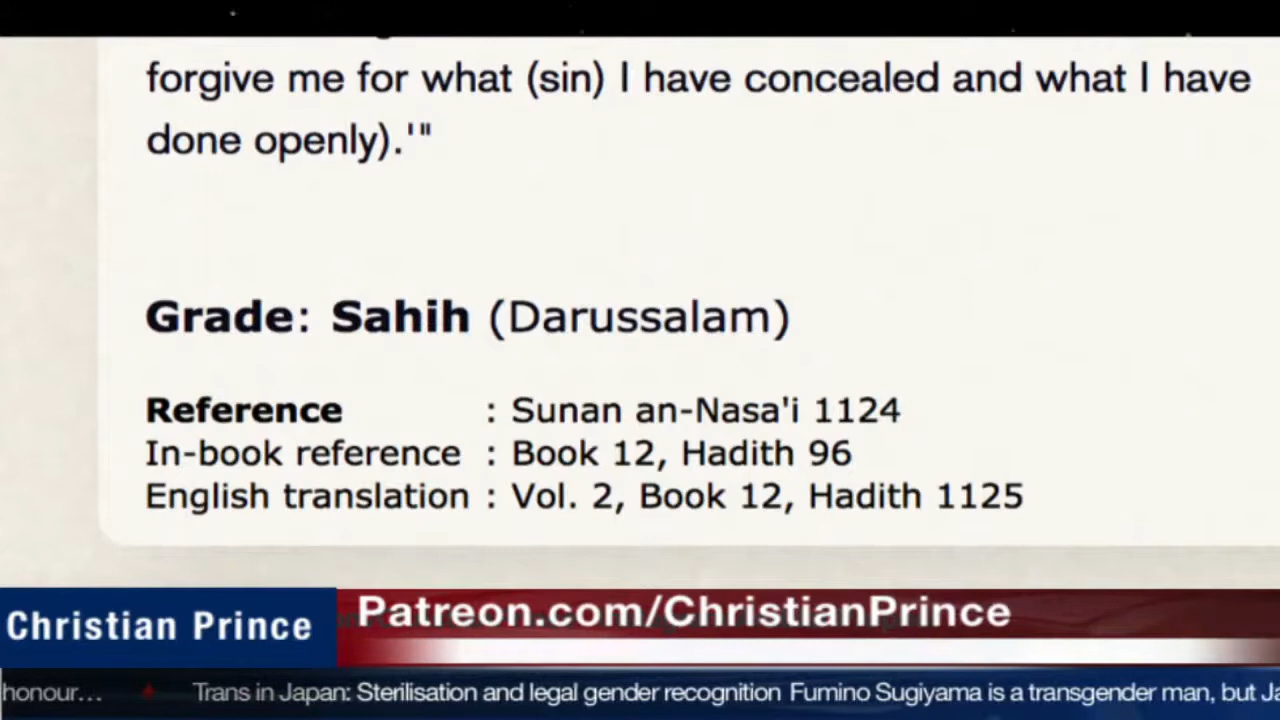 forgive me for what (sin) I have concealed and what I have
done openly).'"
Grade: Sahih (Darussalam)
Reference : Sunan an-Nasa'i 1124
In-book reference : Book 12, Hadith 96
English translation : Vol. 2, Book 12, Hadith 1125
Christian Prince
Patreon.com/ChristianPrince
honour... Trans in Japan: Sterilisation and legal gender recognition Fumino Sugiyama is a transgender man, but Ja